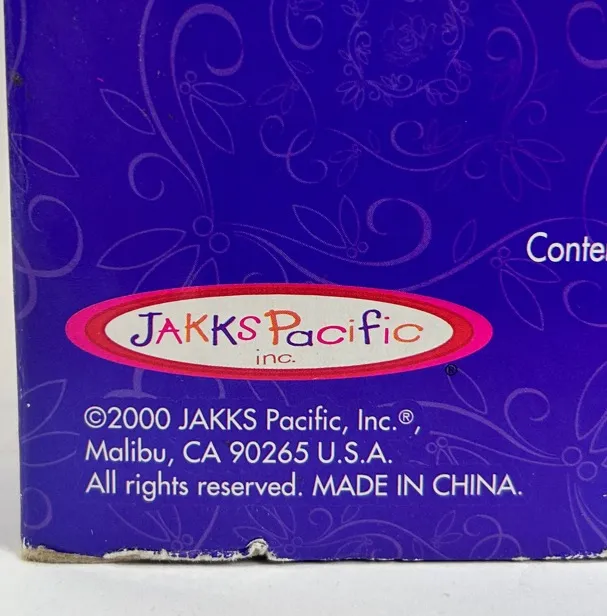 Conte
JAKKS Pacific
inc.
®
©2000 JAKKS Pacific, Inc.®,
Malibu, CA 90265 U.S.A.
All rights reserved. MADE IN CHINA.